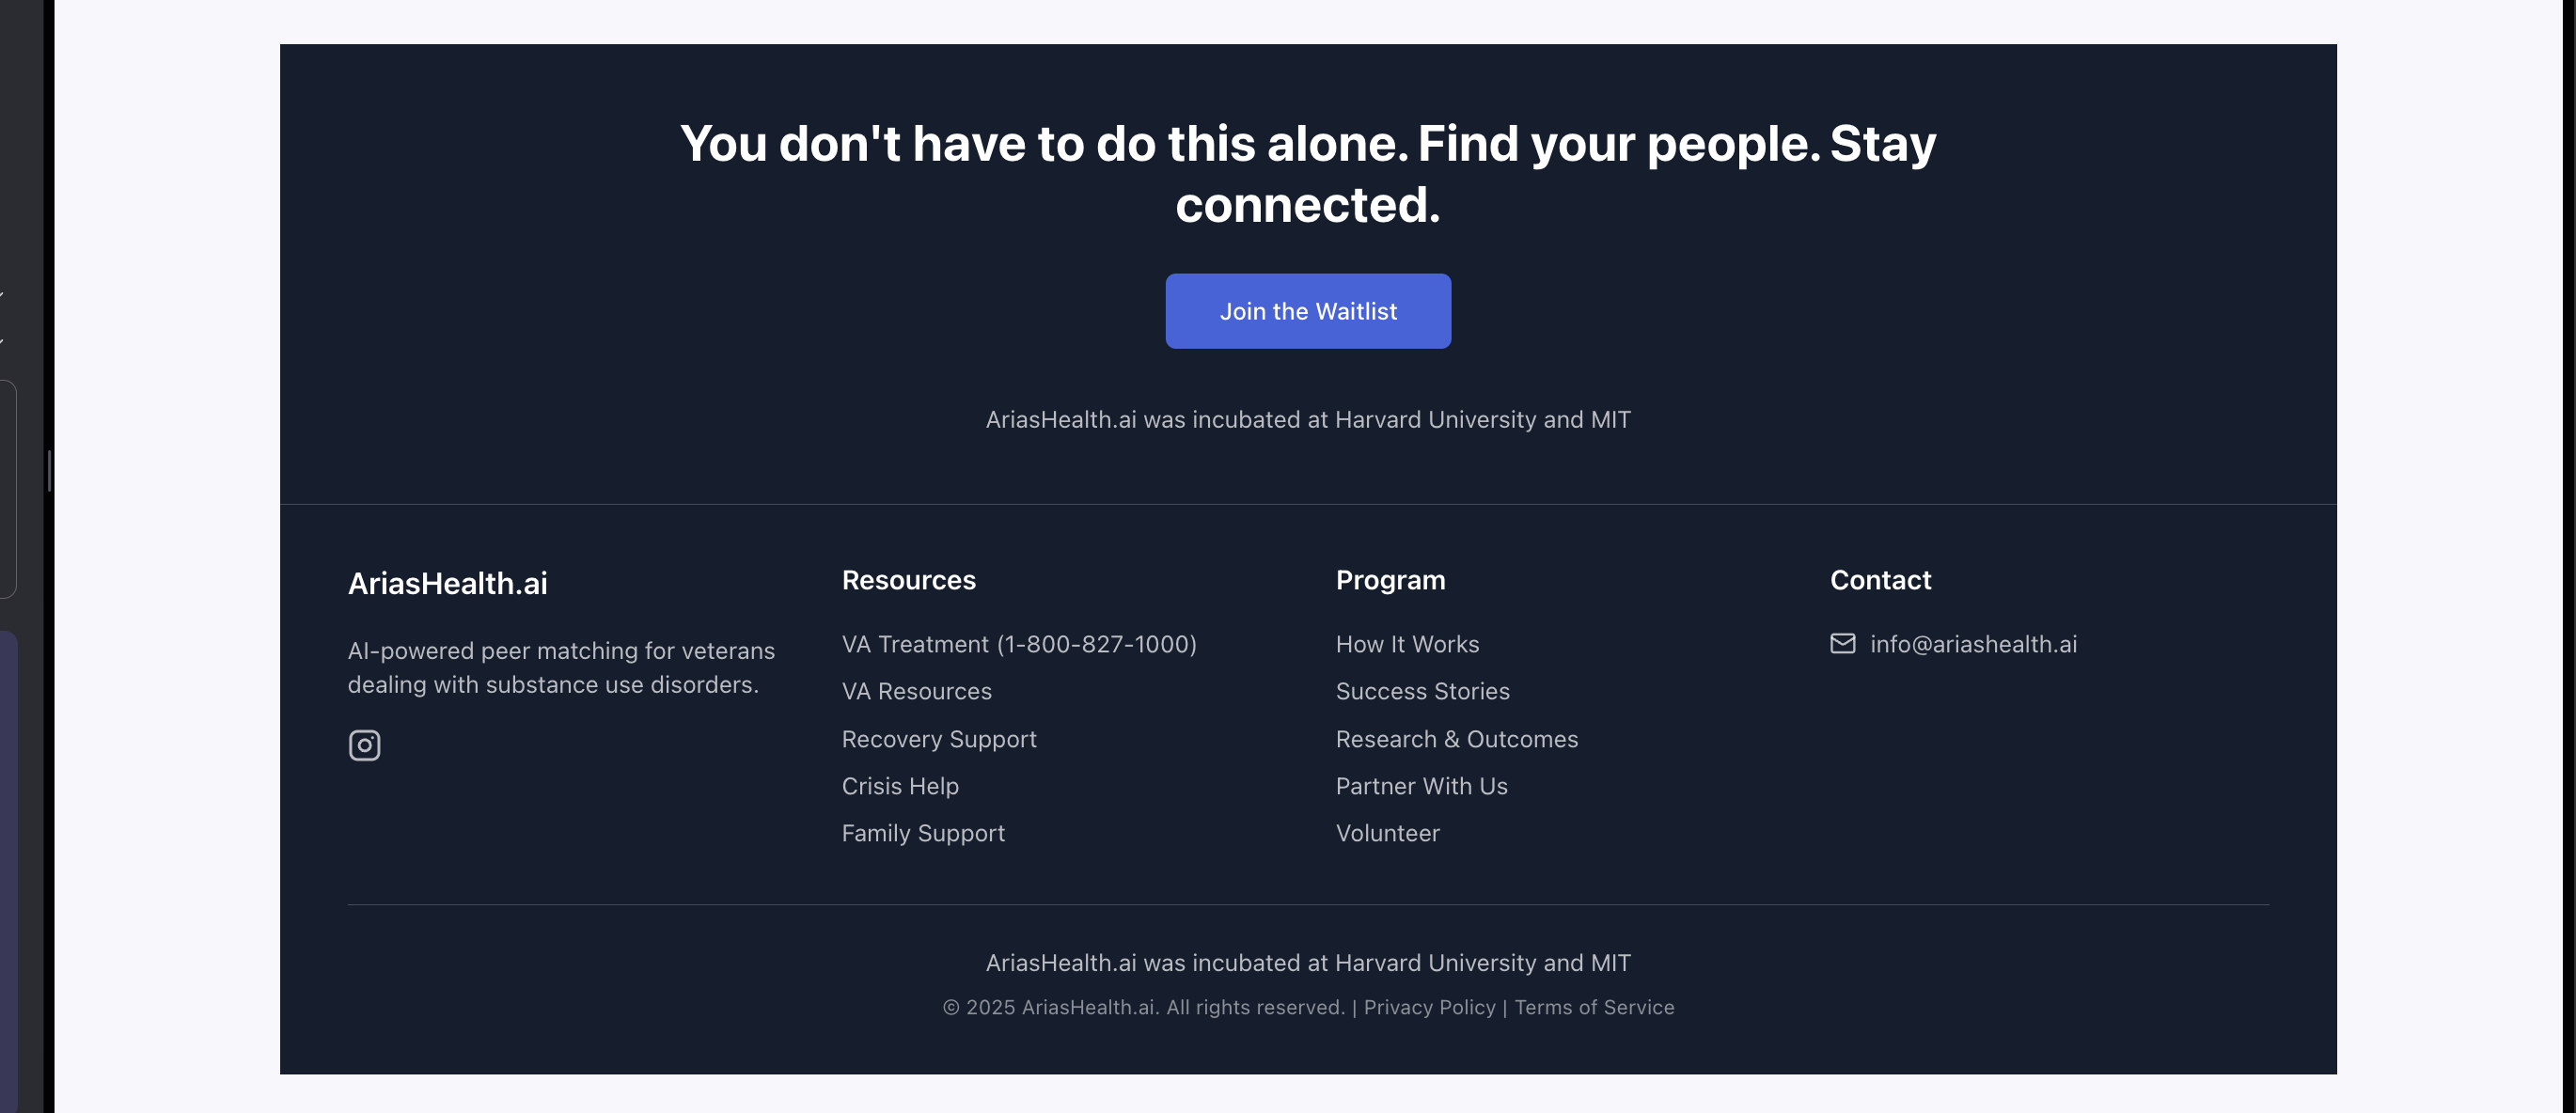 You don't have to do this alone. Find your people. Stay
connected.
Join the Waitlist
AriasHealth.ai was incubated at Harvard University and MIT
AriasHealth.ai
AI-powered peer matching for veterans
dealing with substance use disorders.
Resources
VA Treatment (1-800-827-1000)
VA Resources
Recovery Support
Crisis Help
Family Support
Program
How It Works
Success Stories
Research & Outcomes
Partner With Us
Volunteer
Contact
info@ariashealth.ai
AriasHealth.ai was incubated at Harvard University and MIT
© 2025 AriasHealth.ai. All rights reserved. | Privacy Policy | Terms of Service